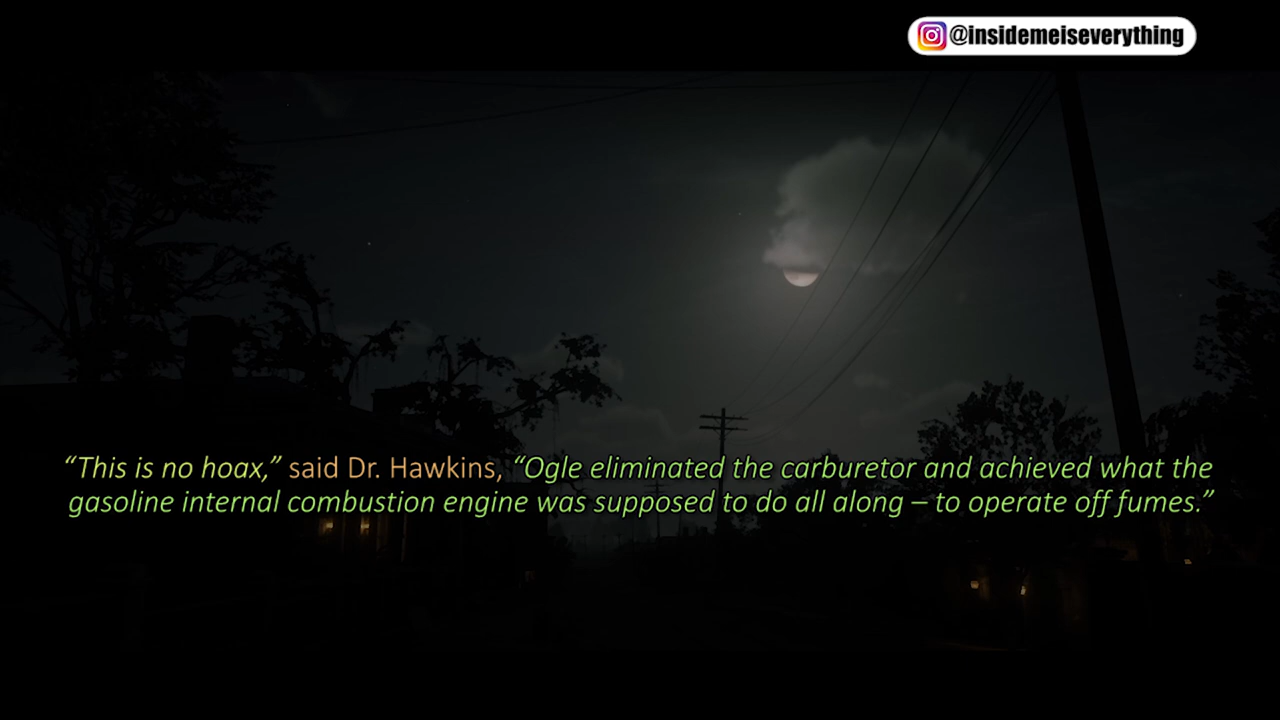 @insidemeiseverything
“This is no hoax,” said Dr. Hawkins, “Ogle eliminated the carburetor and achieved what the
gasoline internal combustion engine was supposed to do all along – to operate off fumes.”